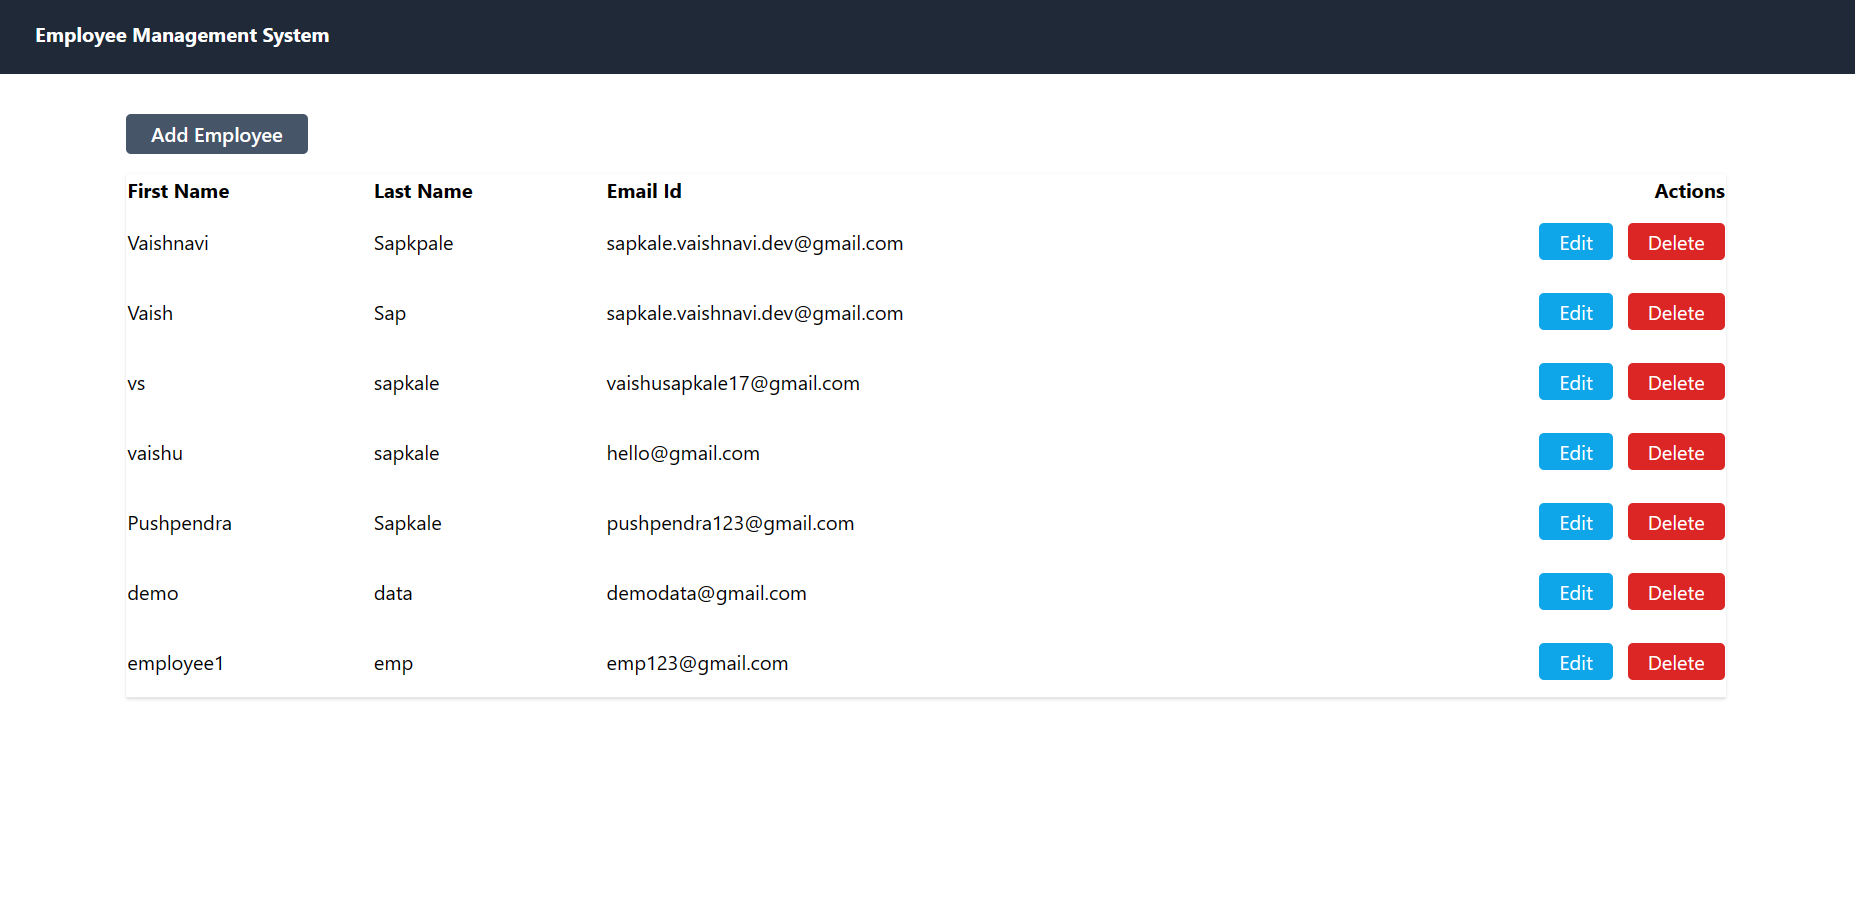 Employee Management System
Add Employee
First Name Last Name Email Id Actions
Vaishnavi Sapkpale sapkale.vaishnavi.dev@gmail.com Edit Delete
Vaish Sap sapkale.vaishnavi.dev@gmail.com Edit Delete
vs sapkale vaishusapkale17@gmail.com Edit Delete
vaishu sapkale hello@gmail.com Edit Delete
Pushpendra Sapkale pushpendra123@gmail.com Edit Delete
demo data demodata@gmail.com Edit Delete
employee1 emp emp123@gmail.com Edit Delete